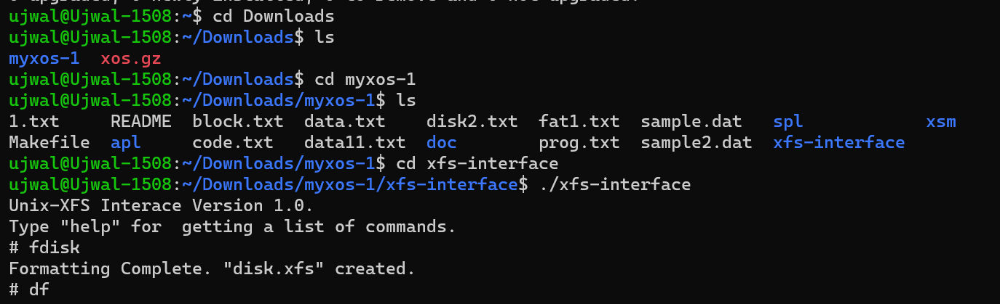 ujwal@Ujwal-1508:~$ cd Downloads
ujwal@Ujwal-1508:~/Downloads$ ls
myxos-1  xos.gz
ujwal@Ujwal-1508:~/Downloads$ cd myxos-1
ujwal@Ujwal-1508:~/Downloads/myxos-1$ ls
1.txt     README  block.txt  data.txt    disk2.txt  fat1.txt  sample.dat   spl            xsm
Makefile  apl     code.txt   data11.txt  doc        prog.txt  sample2.dat  xfs-interface
ujwal@Ujwal-1508:~/Downloads/myxos-1$ cd xfs-interface
ujwal@Ujwal-1508:~/Downloads/myxos-1/xfs-interface$ ./xfs-interface
Unix-XFS Interace Version 1.0.
Type "help" for  getting a list of commands.
# fdisk
Formatting Complete. "disk.xfs" created.
# df